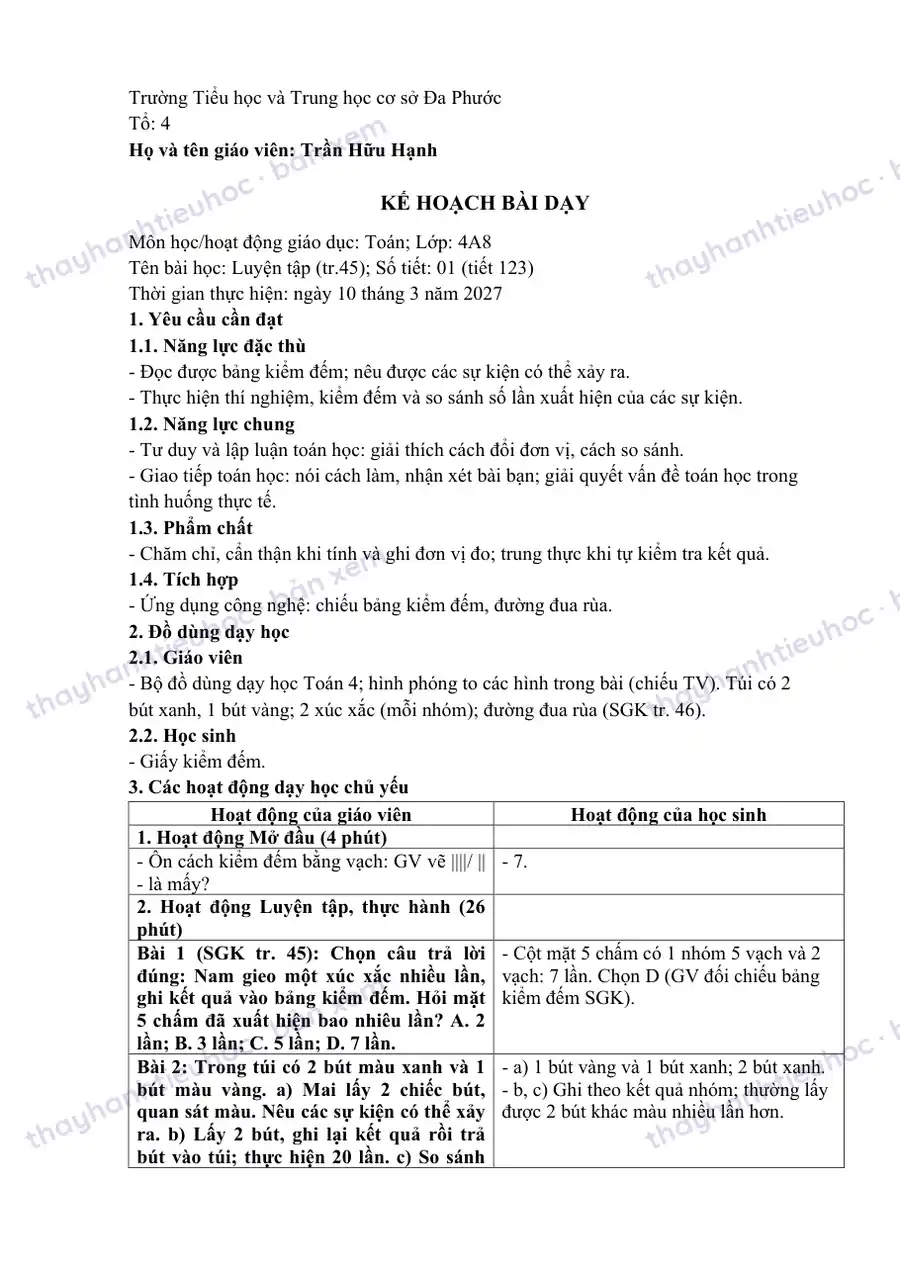 Trường Tiểu học và Trung học cơ sở Đa Phước
Tổ: 4
Họ và tên giáo viên: Trần Hữu Hạnh
KẾ HOẠCH BÀI DẠY
Môn học/hoạt động giáo dục: Toán; Lớp: 4A8
Tên bài học: Luyện tập (tr.45); Số tiết: 01 (tiết 123)
Thời gian thực hiện: ngày 10 tháng 3 năm 2027
1. Yêu cầu cần đạt
1.1. Năng lực đặc thù
- Đọc được bảng kiểm đếm; nêu được các sự kiện có thể xảy ra.
- Thực hiện thí nghiệm, kiểm đếm và so sánh số lần xuất hiện của các sự kiện.
1.2. Năng lực chung
- Tư duy và lập luận toán học: giải thích cách đổi đơn vị, cách so sánh.
- Giao tiếp toán học: nói cách làm, nhận xét bài bạn; giải quyết vấn đề toán học trong
tình huống thực tế.
1.3. Phẩm chất
- Chăm chỉ, cẩn thận khi tính và ghi đơn vị đo; trung thực khi tự kiểm tra kết quả.
1.4. Tích hợp
- Ứng dụng công nghệ: chiếu bảng kiểm đếm, đường đua rùa.
2. Đồ dùng dạy học
2.1. Giáo viên
- Bộ đồ dùng dạy học Toán 4; hình phóng to các hình trong bài (chiếu TV). Túi có 2
bút xanh, 1 bút vàng; 2 xúc xắc (mỗi nhóm); đường đua rùa (SGK tr. 46).
2.2. Học sinh
- Giấy kiểm đếm.
3. Các hoạt động dạy học chủ yếu
Hoạt động của giáo viên
Hoạt động của học sinh
1. Hoạt động Mở đầu (4 phút)
- Ôn cách kiểm đếm bằng vạch: GV vẽ ||||/ ||
- là mấy?
- 7.
2. Hoạt động Luyện tập, thực hành (26
phút)
Bài 1 (SGK tr. 45): Chọn câu trả lời
đúng: Nam gieo một xúc xắc nhiều lần,
ghi kết quả vào bảng kiểm đếm. Hỏi mặt
5 chấm đã xuất hiện bao nhiêu lần? A. 2
lần; B. 3 lần; C. 5 lần; D. 7 lần.
- Cột mặt 5 chấm có 1 nhóm 5 vạch và 2
vạch: 7 lần. Chọn D (GV đối chiếu bảng
kiểm đếm SGK).
Bài 2: Trong túi có 2 bút màu xanh và 1
bút màu vàng. a) Mai lấy 2 chiếc bút,
quan sát màu. Nêu các sự kiện có thể xảy
ra. b) Lấy 2 bút, ghi lại kết quả rồi trả
bút vào túi; thực hiện 20 lần. c) So sánh
- a) 1 bút vàng và 1 bút xanh; 2 bút xanh.
- b, c) Ghi theo kết quả nhóm; thường lấy
được 2 bút khác màu nhiều lần hơn.
thayhanhtieuhoc · bản xem
thayhanhtieuhoc · b
thayhanhtieuhoc · bản xem
thayhanhtieuhoc · b
thayhanhtieuhoc · bản xem
thayhanhtieuhoc · b